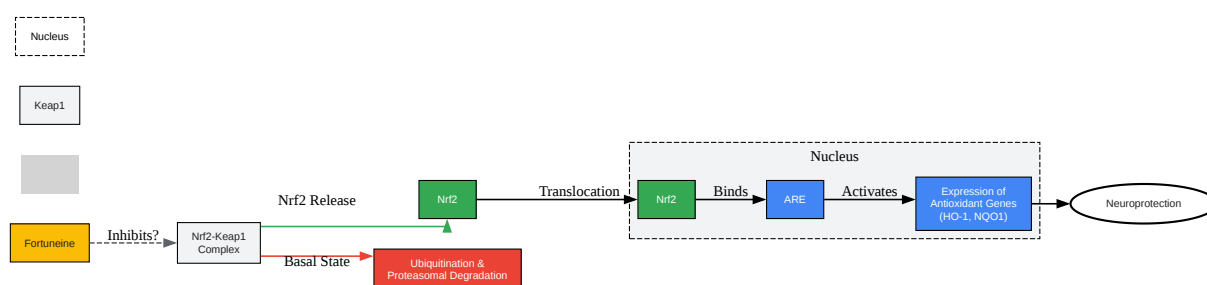 Nucleus
Keap1
Fortuneine
Inhibits?
Nrf2-Keap1
Complex
Nrf2 Release
Basal State
Nrf2
Ubiquitination &
Proteasomal Degradation
Translocation
Nucleus
Nrf2
Binds
ARE
Activates
Expression of
Antioxidant Genes
(HO-1, NQO1)
Neuroprotection